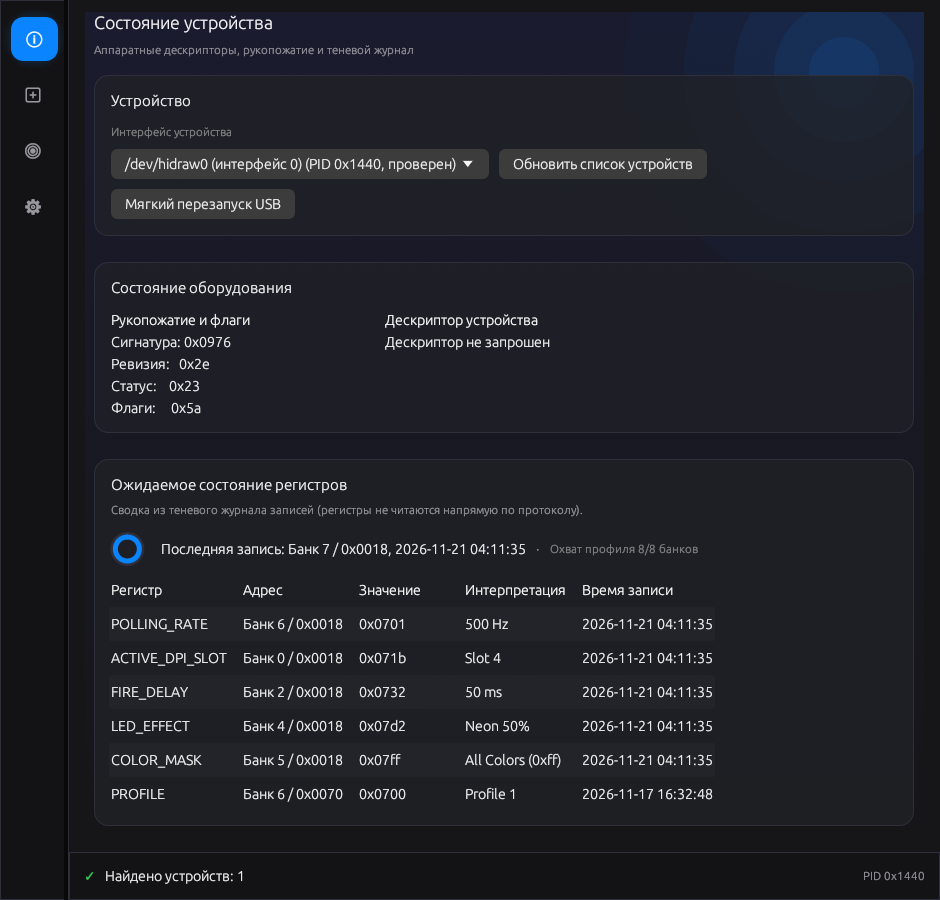 Состояние устройства
Аппаратные дескрипторы, рукопожатие и теневой журнал
Устройство
Интерфейс устройства
/dev/hidraw0 (интерфейс 0) (PID 0x1440, проверен) Обновить список устройств
Мягкий перезапуск USB
Состояние оборудования
Рукопожатие и флаги Дескриптор устройства
Сигнатура: 0x0976 Дескриптор не запрошен
Ревизия: 0x2e
Статус: 0x23
Флаги: 0x5a
Ожидаемое состояние регистров
Сводка из теневого журнала записей (регистры не читаются напрямую по протоколу).
Последняя запись: Банк 7 / 0x0018, 2026-11-21 04:11:35 · Охват профиля 8/8 банков
Регистр Адрес Значение Интерпретация Время записи
POLLING_RATE Банк 6 / 0x0018 0x0701 500 Hz 2026-11-21 04:11:35
ACTIVE_DPI_SLOT Банк 0 / 0x0018 0x071b Slot 4 2026-11-21 04:11:35
FIRE_DELAY Банк 2 / 0x0018 0x0732 50 ms 2026-11-21 04:11:35
LED_EFFECT Банк 4 / 0x0018 0x07d2 Neon 50% 2026-11-21 04:11:35
COLOR_MASK Банк 5 / 0x0018 0x07ff All Colors (0xff) 2026-11-21 04:11:35
PROFILE Банк 6 / 0x0070 0x0700 Profile 1 2026-11-17 16:32:48
✓ Найдено устройств: 1 PID 0x1440